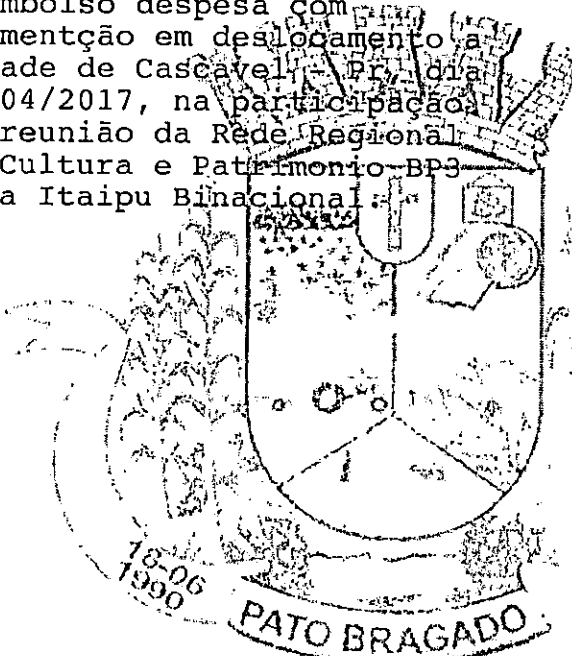 mbolso despesa com
mentção em deslocamento a
ade de Cascavel - Pr, dia
04/2017, na participação
reunião da Rede Regional
Cultura e Patrimonio BP3
a Itaipu Binacional.
18-06
1990
PATO BRAGADO